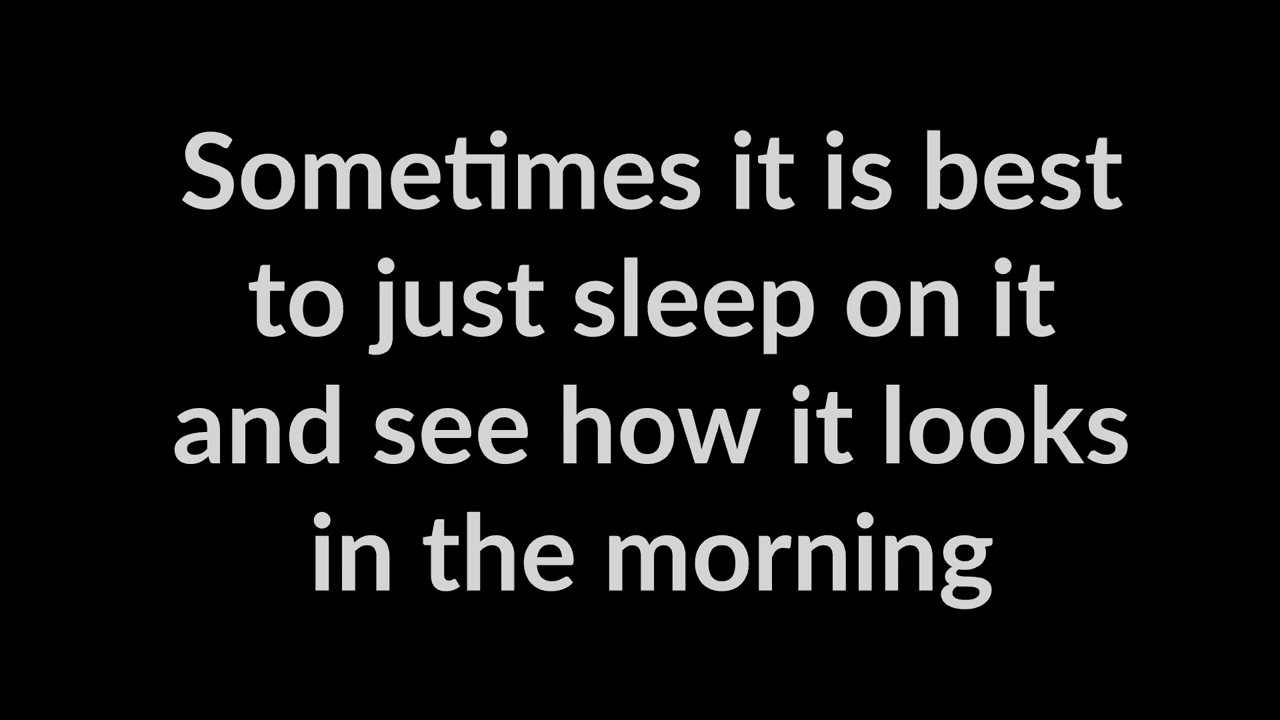 Sometimes it is best
to just sleep on it
and see how it looks
in the morning